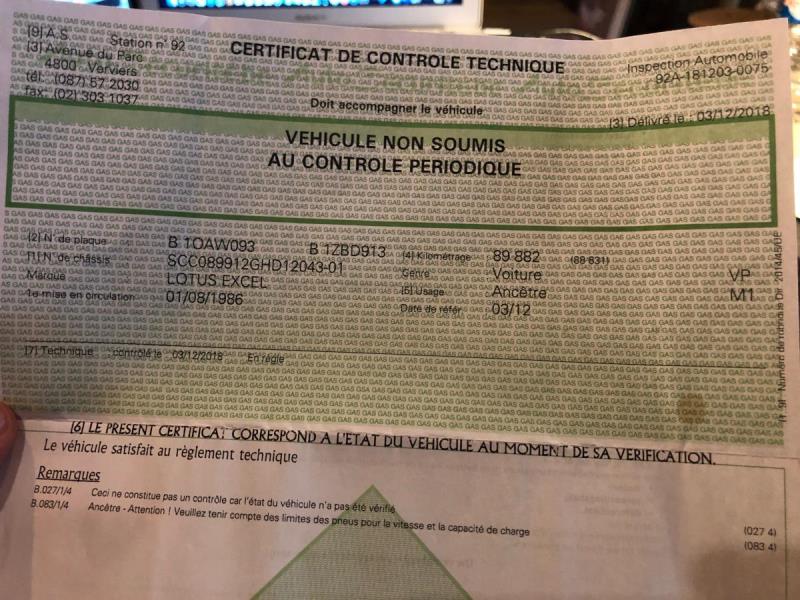 [9] A.S. Station n° 92
[3] Avenue du Parc
4800 Verviers
tél. (087) 57 2030
fax: (02) 303 1037
CERTIFICAT DE CONTROLE TECHNIQUE
Inspection Automobile
92A-181203-0075
Doit accompagner le véhicule
[3] Délivré le : 03/12/2018
VEHICULE NON SOUMIS
AU CONTROLE PERIODIQUE
[2] N° de plaque B 1OAW093 B 1ZBD913 [4] Kilométrage 89 882 (88 831)
[1] N° de châssis SCC089912GHD12043-01 Genre Voiture VP
Marque LOTUS EXCEL [5] Usage Ancêtre M1
1e mise en circulation 01/08/1986 Date de référ 03/12
[7] Technique : contrôlé le 03/12/2018 En règle
[6] LE PRESENT CERTIFICAT CORRESPOND A L'ETAT DU VEHICULE AU MOMENT DE SA VERIFICATION.
Le véhicule satisfait au règlement technique
Remarques
B.027/1/4 Ceci ne constitue pas un contrôle car l'état du véhicule n'a pas été vérifié (027 4)
B.083/1/4 Ancêtre - Attention ! Veuillez tenir compte des limites des pneus pour la vitesse et la capacité de charge (083 4)